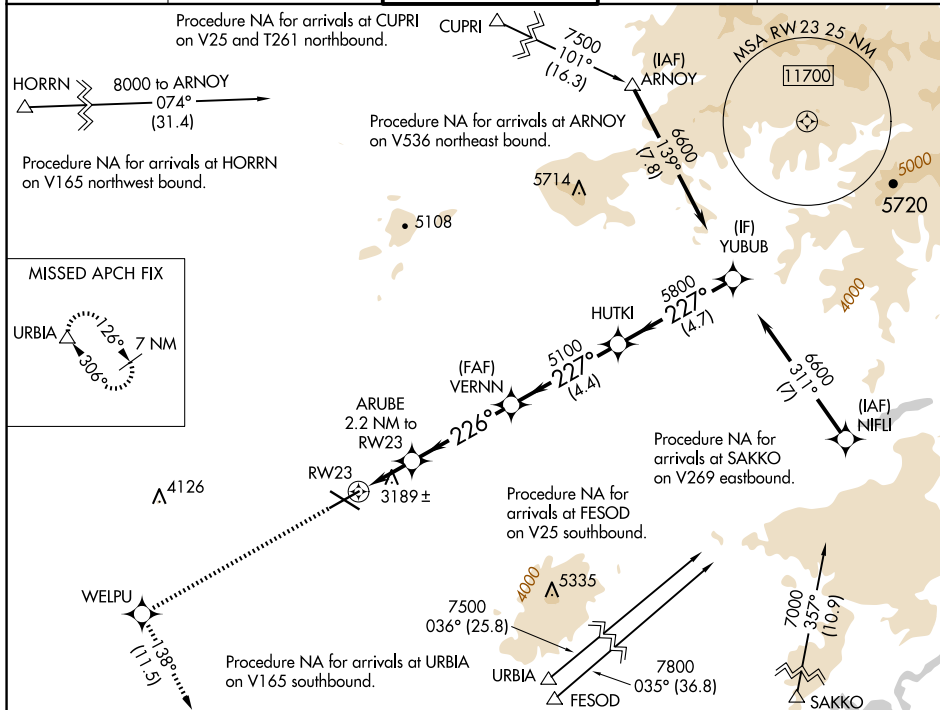 Procedure NA for arrivals at CUPRI
on V25 and T261 northbound.
CUPRI
7500
101°
(16.3)
(IAF)
ARNOY
MSA RW23 25 NM
11700
HORRN
8000 to ARNOY
074°
(31.4)
Procedure NA for arrivals at ARNOY
on V536 northeast bound.
6600
139°
(7.8)
Procedure NA for arrivals at HORRN
on V165 northwest bound.
5714
5000
5720
5108
(IF)
YUBUB
MISSED APCH FIX
URBIA
126°
7 NM
306°
4000
5800
227°
(4.7)
HUTKI
5100
227°
(4.4)
(FAF)
VERNN
6600
311°
(7)
(IAF)
NIFLI
226°
ARUBE
2.2 NM to
RW23
RW23
3189 ±
4126
Procedure NA for
arrivals at SAKKO
on V269 eastbound.
Procedure NA for
arrivals at FESOD
on V25 southbound.
4000
5335
WELPU
138°
(11.5)
7500
036° (25.8)
7000
357°
(10.9)
Procedure NA for arrivals at URBIA
on V165 southbound.
URBIA
7800
035° (36.8)
FESOD
SAKKO